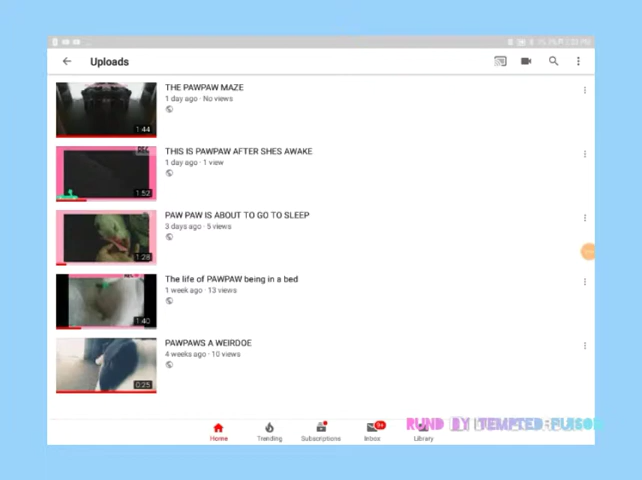 Uploads
THE PAWPAW MAZE
1 day ago · No views
1:44
THIS IS PAWPAW AFTER SHES AWAKE
1 day ago · 1 view
1:52
PAW PAW IS ABOUT TO GO TO SLEEP
3 days ago · 5 views
1:28
The life of PAWPAW being in a bed
1 week ago · 13 views
1:40
PAWPAWS A WEIRDOE
4 weeks ago · 10 views
0:25
9+
Home Trending Subscriptions Inbox Library
RUND BY